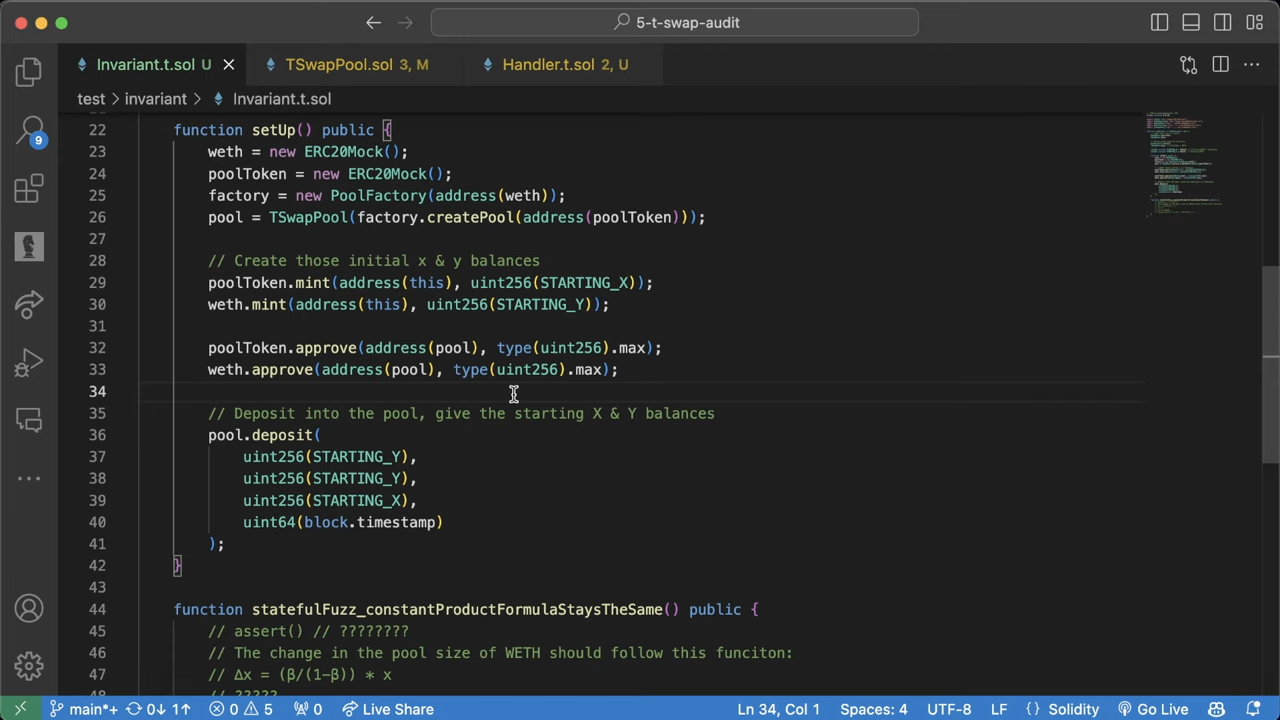 5-t-swap-audit
Invariant.t.sol U
TSwapPool.sol 3, M
Handler.t.sol 2, U
test > invariant > Invariant.t.sol
22 function setUp() public {
23 weth = new ERC20Mock();
24 poolToken = new ERC20Mock();
25 factory = new PoolFactory(address(weth));
26 pool = TSwapPool(factory.createPool(address(poolToken)));
27
28 // Create those initial x & y balances
29 poolToken.mint(address(this), uint256(STARTING_X));
30 weth.mint(address(this), uint256(STARTING_Y));
31
32 poolToken.approve(address(pool), type(uint256).max);
33 weth.approve(address(pool), type(uint256).max);
34
35 // Deposit into the pool, give the starting X & Y balances
36 pool.deposit(
37 uint256(STARTING_Y),
38 uint256(STARTING_Y),
39 uint256(STARTING_X),
40 uint64(block.timestamp)
41 );
42 }
43
44 function statefulFuzz_constantProductFormulaStaysTheSame() public {
45 // assert() // ????????
46 // The change in the pool size of WETH should follow this funciton:
47 // ∆x = (β/(1-β)) * x
48 // ?????
9
main*+ 0↓ 1↑ 0 5 0 Live Share Ln 34, Col 1 Spaces: 4 UTF-8 LF {} Solidity Go Live